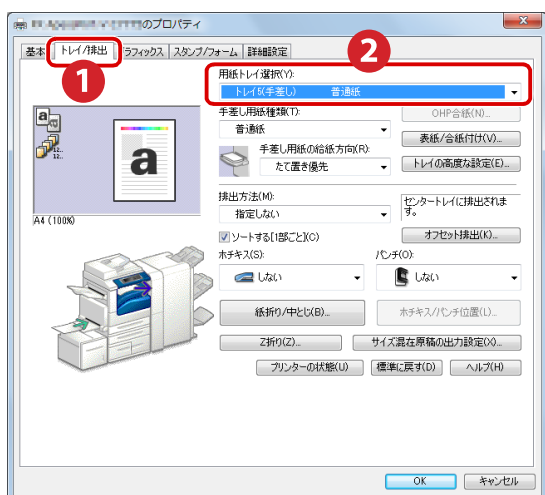 のプロパティ
基本 トレイ/排出 グラフィックス スタンプ/フォーム 詳細設定
1
2
用紙トレイ選択(Y):
トレイ5(手差し) 普通紙
手差し用紙種類(T):
普通紙
OHP合紙(N)...
表紙/合紙付け(V)...
手差し用紙の給紙方向(R):
たて置き優先
トレイの高度な設定(E)...
a
12..
12..
a
A4 (100%)
排出方法(M):
指定しない
センタートレイに排出されま
す。
ソートする[1部ごと](C)
オフセット排出(K)...
ホチキス(S):
パンチ(O):
しない
しない
紙折り/中とじ(B)...
ホチキス/パンチ位置(L)...
Z折り(Z)...
サイズ混在原稿の出力設定(X)...
プリンターの状態(U)
標準に戻す(D)
ヘルプ(H)
OK
キャンセル